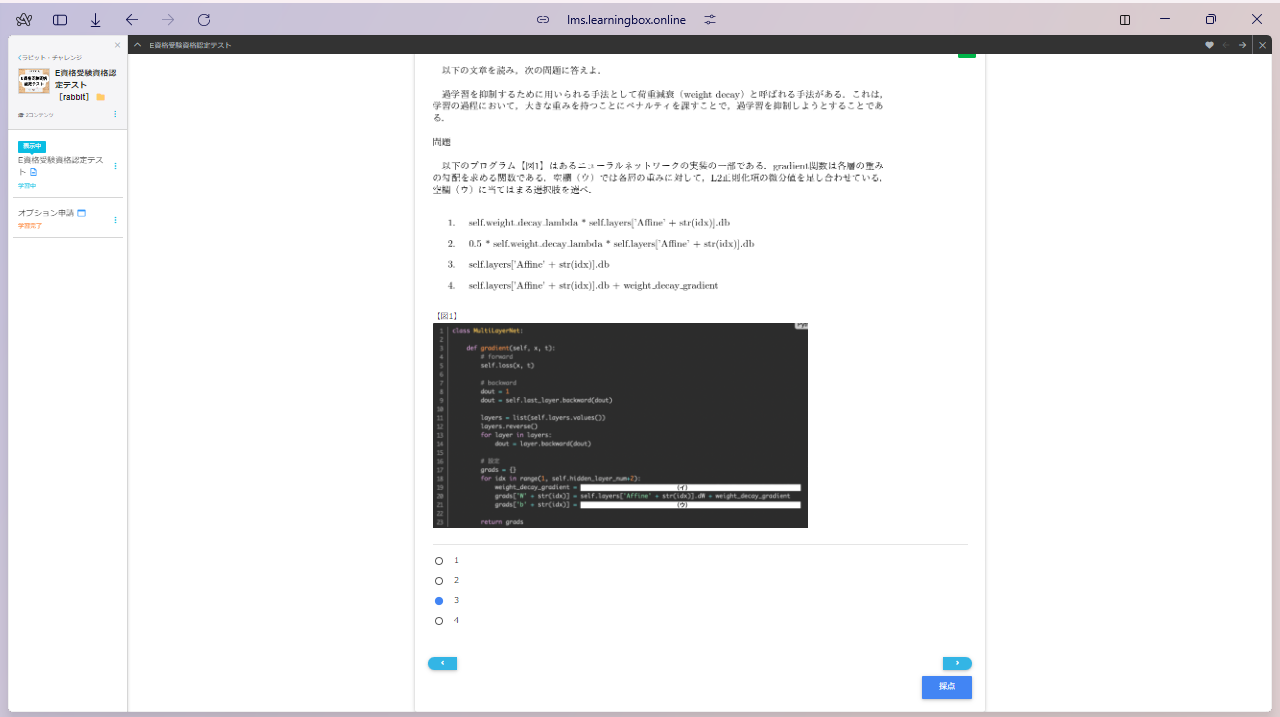 lms.learningbox.online
E資格受験資格認定テスト
ラビット・チャレンジ
E資格受験資格認定テスト
［rabbit］
2コンテンツ
表示中
E資格受験資格認定テスト
学習中
オプション申請
学習完了
以下の文章を読み，次の問題に答えよ．
過学習を抑制するために用いられる手法として荷重減衰（weight decay）と呼ばれる手法がある．これは，
学習の過程において，大きな重みを持つことにペナルティを課すことで，過学習を抑制しようとすることであ
る．
問題
以下のプログラム【図1】はあるニューラルネットワークの実装の一部である．gradient関数は各層の重み
の勾配を求める関数である．空欄（ウ）では各層の重みに対して，L2正則化項の微分値を足し合わせている．
空欄（ウ）に当てはまる選択肢を選べ．
1. self.weight_decay_lambda * self.layers['Affine' + str(idx)].db
2. 0.5 * self.weight_decay_lambda * self.layers['Affine' + str(idx)].db
3. self.layers['Affine' + str(idx)].db
4. self.layers['Affine' + str(idx)].db + weight_decay_gradient
【図1】
1 class MultiLayerNet:
2
3 def gradient(self, x, t):
4 # forward
5 self.loss(x, t)
6
7 # backward
8 dout = 1
9 dout = self.last_layer.backward(dout)
10
11 layers = list(self.layers.values())
12 layers.reverse()
13 for layer in layers:
14 dout = layer.backward(dout)
15
16 # 設定
17 grads = {}
18 for idx in range(1, self.hidden_layer_num+2):
19 weight_decay_gradient = (イ)
20 grads['W' + str(idx)] = self.layers['Affine' + str(idx)].dW + weight_decay_gradient
21 grads['b' + str(idx)] = (ウ)
22
23 return grads
1
2
3
4
採点